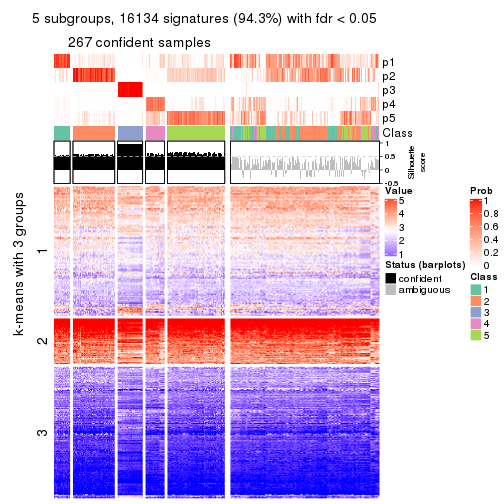 5 subgroups, 16134 signatures (94.3%) with fdr < 0.05
267 confident samples
p1
p2
p3
p4
p5
Class
1
0.5
0
-0.5
Silhouette
score
k-means with 3 groups
1
2
3
Value
5
4
3
2
1
Status (barplots)
confident
ambiguous
Prob
1
0.8
0.6
0.4
0.2
0
Class
1
2
3
4
5